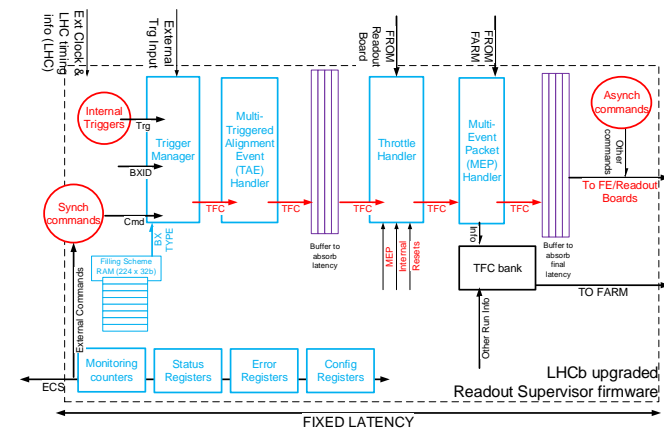 Ext Clock &
LHC timing
info (LHC)
External
Trg Input
FROM
Readout
Board
FROM
FARM
Internal
Triggers
Trg
BXID
Synch
commands
Cmd
Trigger
Manager
Multi-
Triggered
Alignment
Event
(TAE)
Handler
Throttle
Handler
Multi-
Event
Packet
(MEP)
Handler
Asynch
commands
Other
commands
TFC
TFC
TFC
TFC
TFC
To FE/Readout
Boards
BX
TYPE
Filling Scheme
RAM (224 x 32b)
Buffer to
absorb
latency
MEP
Internal
Resets
Info
TFC bank
Buffer to
absorb
final
latency
TO FARM
External Commands
Other Run Info
Monitoring
counters
Status
Registers
Error
Registers
Config
Registers
ECS
LHCb upgraded
Readout Supervisor firmware
FIXED LATENCY